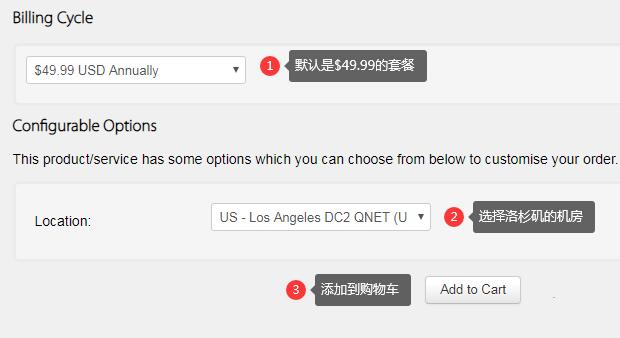 Billing Cycle
$49.99 USD Annually
1 默认是$49.99的套餐
Configurable Options
This product/service has some options which you can choose from below to customise your order.
Location:
US - Los Angeles DC2 QNET (U
2 选择洛杉矶的机房
3 添加到购物车
Add to Cart